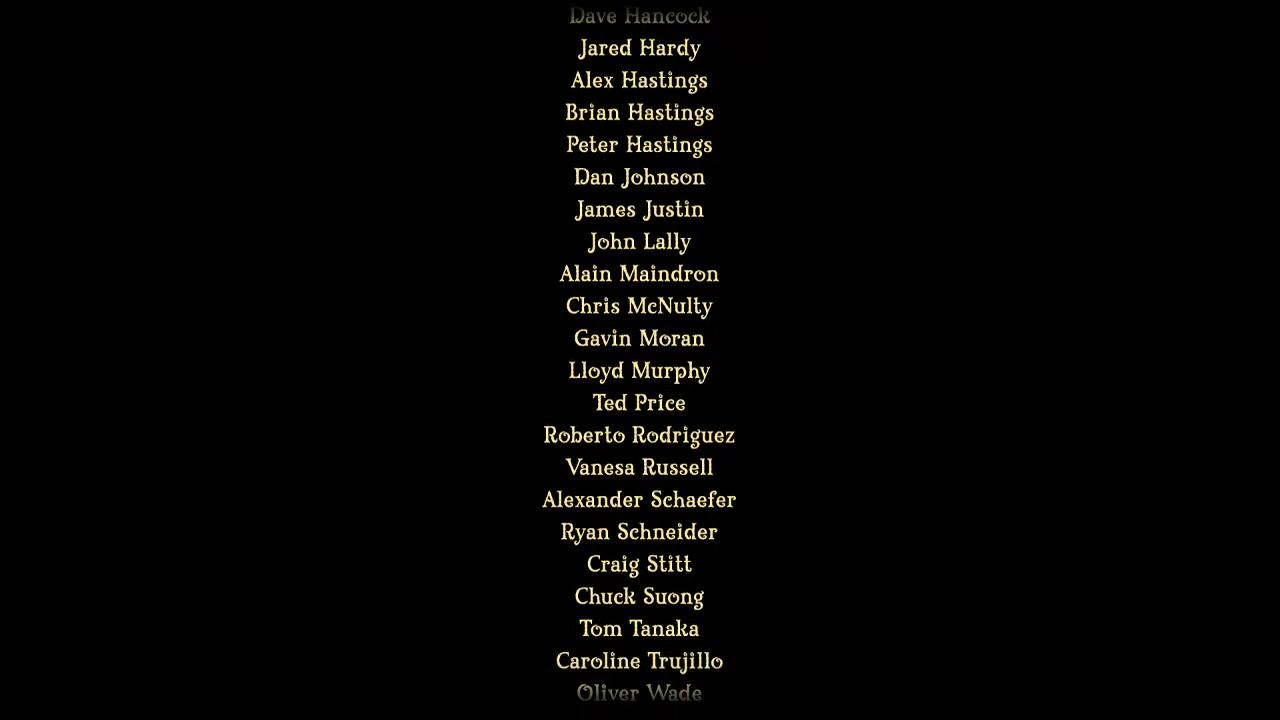 Dave Hancock
Jared Hardy
Alex Hastings
Brian Hastings
Peter Hastings
Dan Johnson
James Justin
John Lally
Alain Maindron
Chris McNulty
Gavin Moran
Lloyd Murphy
Ted Price
Roberto Rodriguez
Vanesa Russell
Alexander Schaefer
Ryan Schneider
Craig Stitt
Chuck Suong
Tom Tanaka
Caroline Trujillo
Oliver Wade